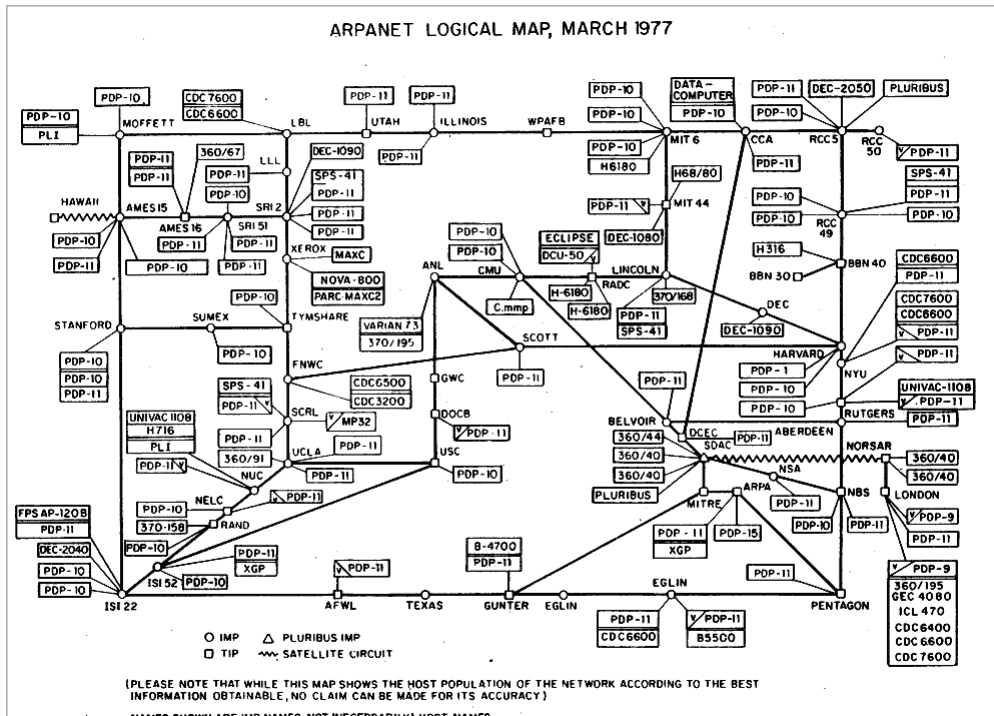 ARPANET LOGICAL MAP, MARCH 1977
PDP-10
PLI
PDP-10
MOFFETT
CDC7600
CDC6600
LBL
PDP-11
UTAH
PDP-11
ILLINOIS
PDP-11
WPAFB
PDP-10
PDP-10
PDP-10
H6180
MIT 6
DATA-
COMPUTER
PDP-10
CCA
PDP-11
PDP-11
PDP-10
DEC-2050
RCC5
PLURIBUS
RCC
50
PDP-11
LLL
PDP-11
DEC-1090
SPS-41
PDP-11
PDP-11
PDP-11
SRI2
360/67
PDP-11
PDP-11
PDP-10
HAWAII
AMES15
AMES16
SRI51
PDP-11
PDP-11
PDP-10
PDP-11
PDP-10
H68/80
MIT 44
PDP-11
DEC-1080
SPS-41
PDP-11
PDP-10
PDP-10
PDP-10
RCC
49
XEROX
MAXC
NOVA-800
PARC MAXC2
ANL
PDP-10
PDP-10
CMU
C.mmp
ECLIPSE
DCU-50
RADC
H-6180
H-6180
LINCOLN
370/168
PDP-11
SPS-41
H316
BBN 40
BBN 30
CDC6600
PDP-11
CDC7600
CDC6600
PDP-11
PDP-11
DEC
DEC-1090
STANFORD
SUMEX
PDP-10
TYMSHARE
PDP-10
PDP-10
PDP-10
PDP-11
VARIAN 73
370/195
SCOTT
PDP-11
HARVARD
PDP-1
PDP-10
PDP-10
NYU
FNWC
CDC6500
CDC3200
GWC
SPS-41
PDP-11
SCRL
MP32
PDP-11
DOCB
PDP-11
UNIVAC-1108
PDP-11
PDP-11
RUTGERS
ABERDEEN
UNIVAC 1108
H716
PLI
PDP-11
360/91
UCLA
PDP-11
PDP-11
USC
PDP-10
NUC
BELVOIR
PDP-11
DCEC
PDP-11
360/44
360/40
360/40
PLURIBUS
SDAC
NORSAR
360/40
360/40
NSA
PDP-11
NBS
PDP-10
PDP-11
LONDON
PDP-9
PDP-11
NELC
PDP-11
PDP-10
370-158
RAND
PDP-10
FPS AP-120B
PDP-11
DEC-2040
PDP-10
PDP-10
ISI 22
ISI 52
PDP-11
XGP
PDP-10
MITRE
ARPA
PDP-11
XGP
PDP-15
PDP-11
AFWL
TEXAS
B-4700
PDP-11
GUNTER
EGLIN
EGLIN
PDP-11
CDC6600
PDP-11
B5500
PDP-11
PENTAGON
PDP-9
360/195
GEC 4080
ICL 470
CDC6400
CDC6600
CDC7600
IMP
PLURIBUS IMP
TIP
SATELLITE CIRCUIT
(PLEASE NOTE THAT WHILE THIS MAP SHOWS THE HOST POPULATION OF THE NETWORK ACCORDING TO THE BEST
INFORMATION OBTAINABLE, NO CLAIM CAN BE MADE FOR ITS ACCURACY)
NAMES SHOWN ARE IMP NAMES, NOT (NECESSARILY) HOST NAMES